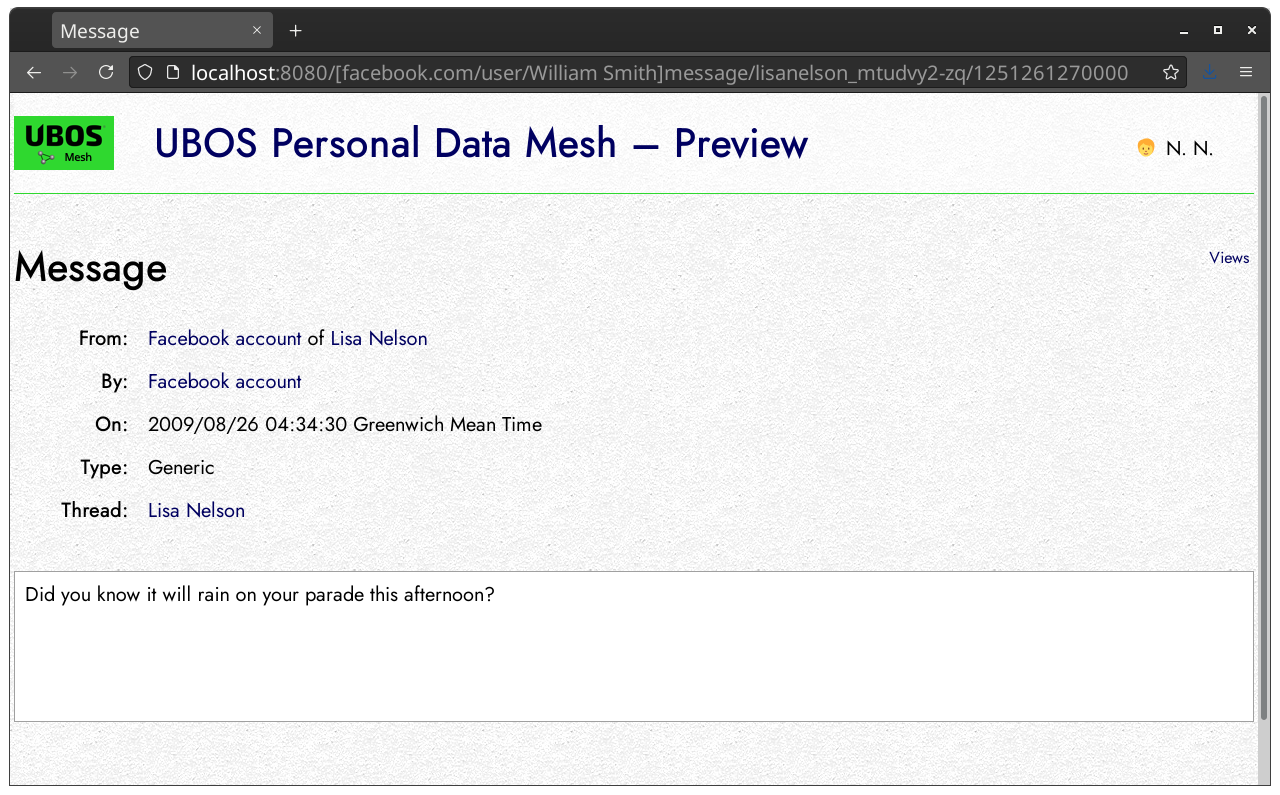 Message
localhost:8080/[facebook.com/user/William Smith]message/lisanelson_mtudvy2-zq/1251261270000
UBOS
Mesh
UBOS Personal Data Mesh – Preview
N. N.
Message
Views
From: Facebook account of Lisa Nelson
By: Facebook account
On: 2009/08/26 04:34:30 Greenwich Mean Time
Type: Generic
Thread: Lisa Nelson
Did you know it will rain on your parade this afternoon?